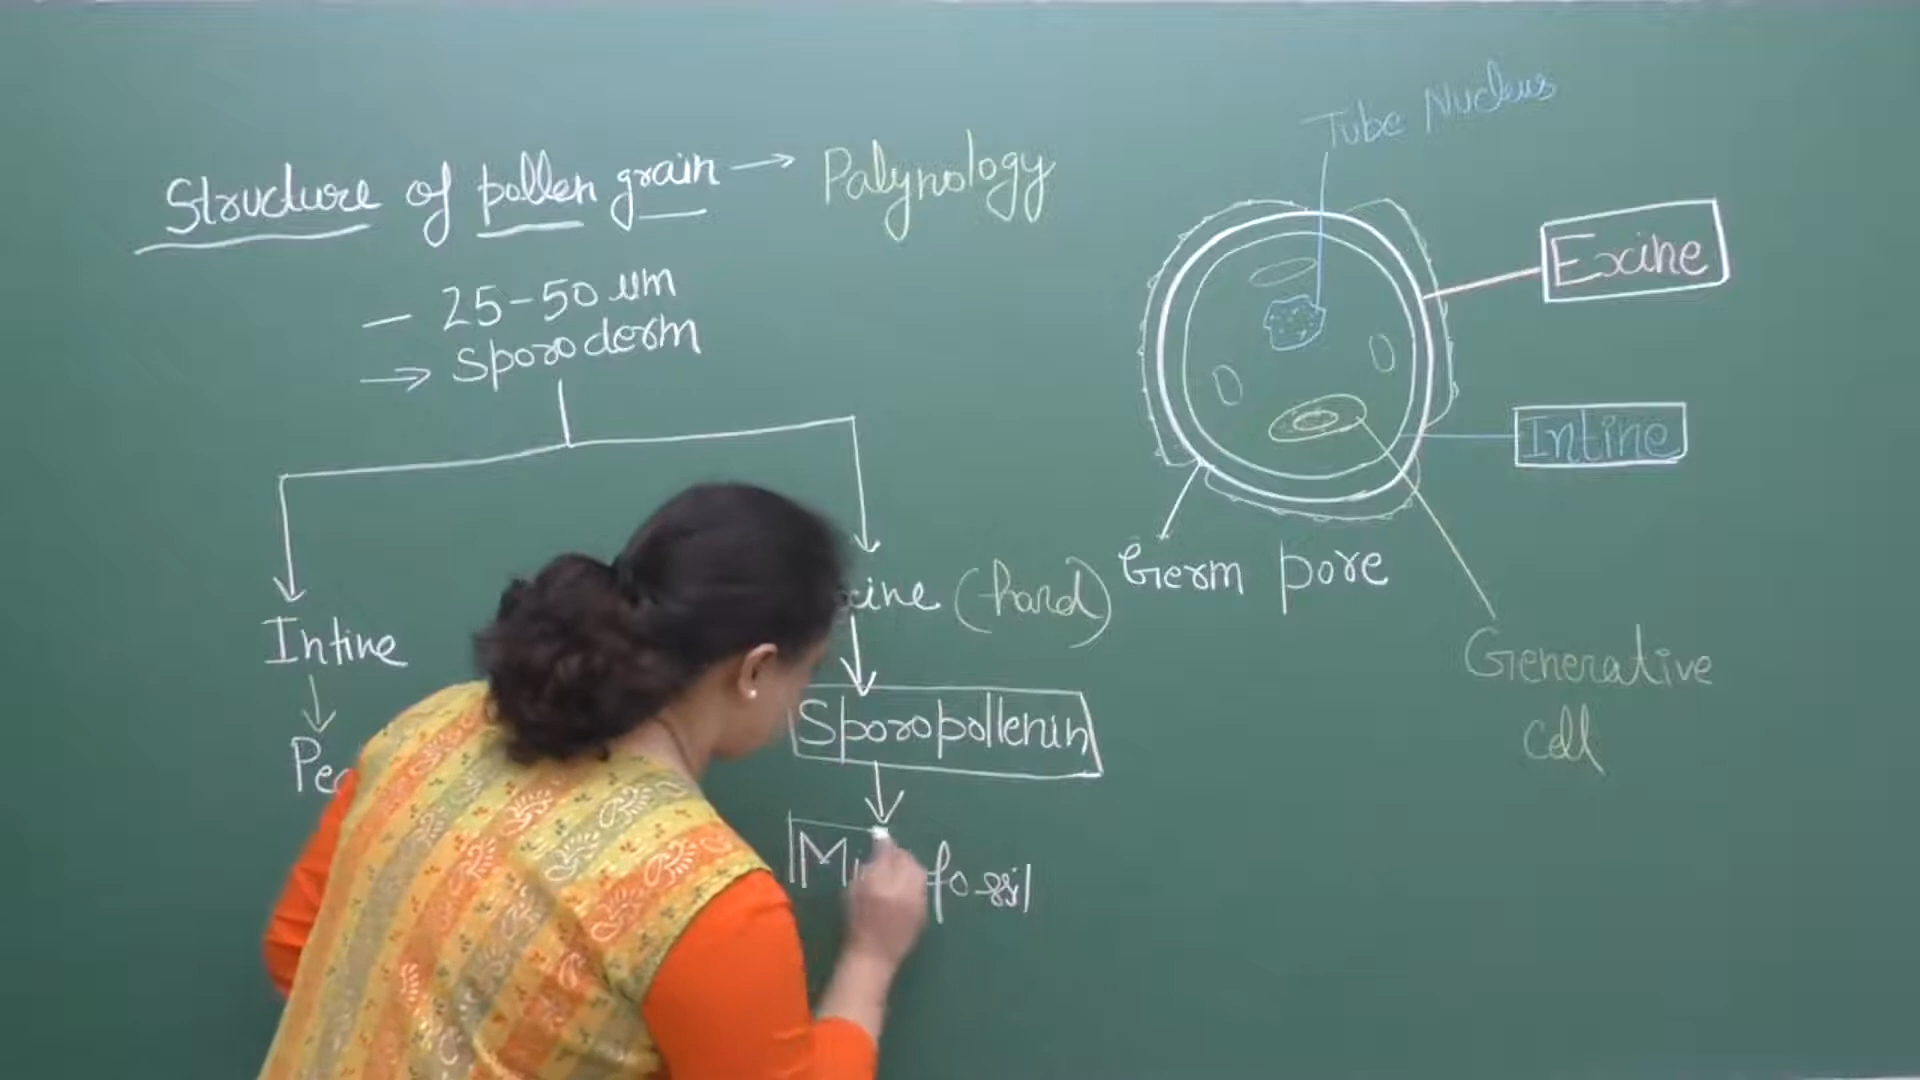 Structure of pollen grain → Palynology
– 25-50 um
→ Sporoderm
Intine
(hard)
Sporopollenin
fossil
Tube Nucleus
Exine
Intine
Germ pore
Generative
Cell